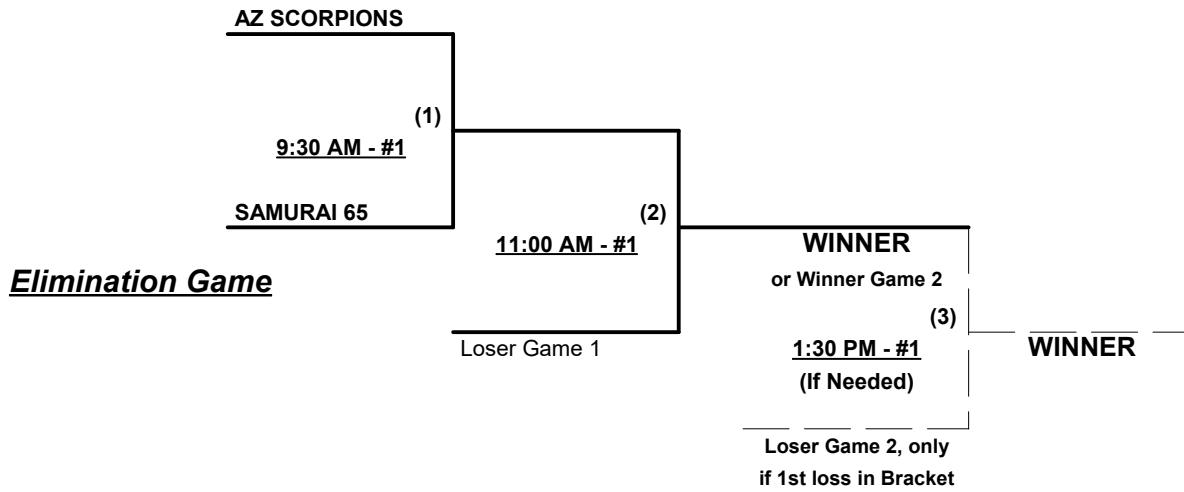 AZ SCORPIONS
(1)
9:30 AM - #1
SAMURAI 65
(2)
11:00 AM - #1
WINNER
or Winner Game 2
Elimination Game
(3)
Loser Game 1
1:30 PM - #1
WINNER
(If Needed)
Loser Game 2, only
if 1st loss in Bracket